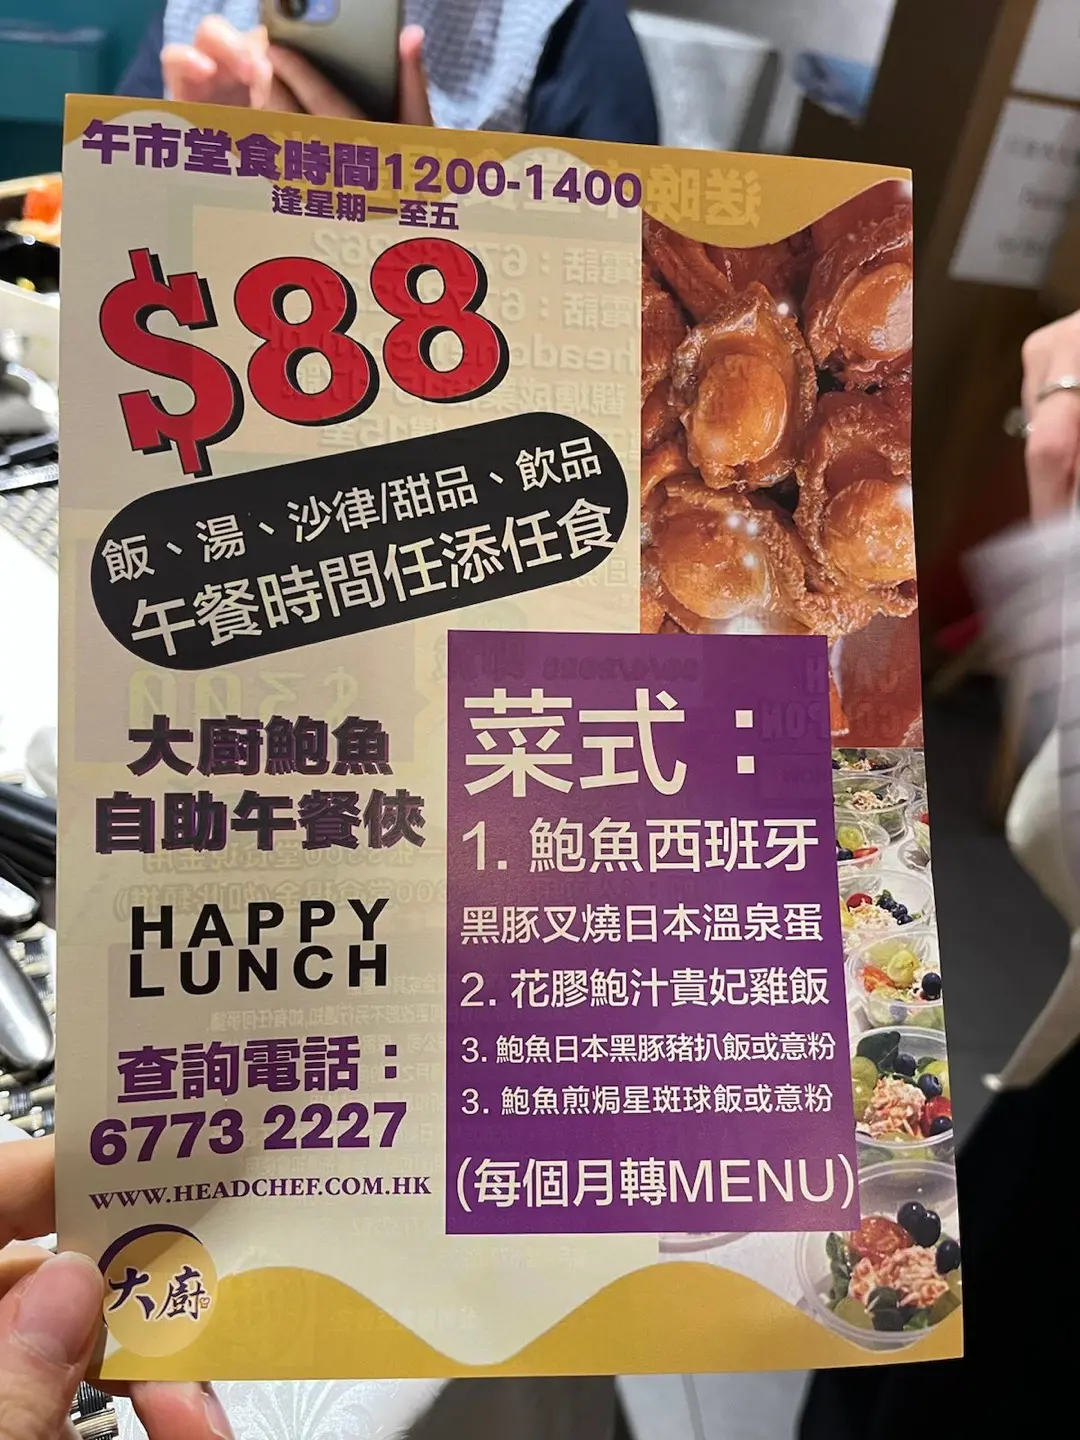 午市堂食時間1200-1400
逢星期一至五
$88
飯、湯、沙律/甜品、飲品
午餐時間任添任食
大廚鮑魚
自助午餐俠
HAPPY
LUNCH
查詢電話：
6773 2227
WWW.HEADCHEF.COM.HK
大廚
菜式：
1. 鮑魚西班牙
黑豚叉燒日本溫泉蛋
2. 花膠鮑汁貴妃雞飯
3. 鮑魚日本黑豚豬扒飯或意粉
3. 鮑魚煎焗星斑球飯或意粉
(每個月轉MENU)